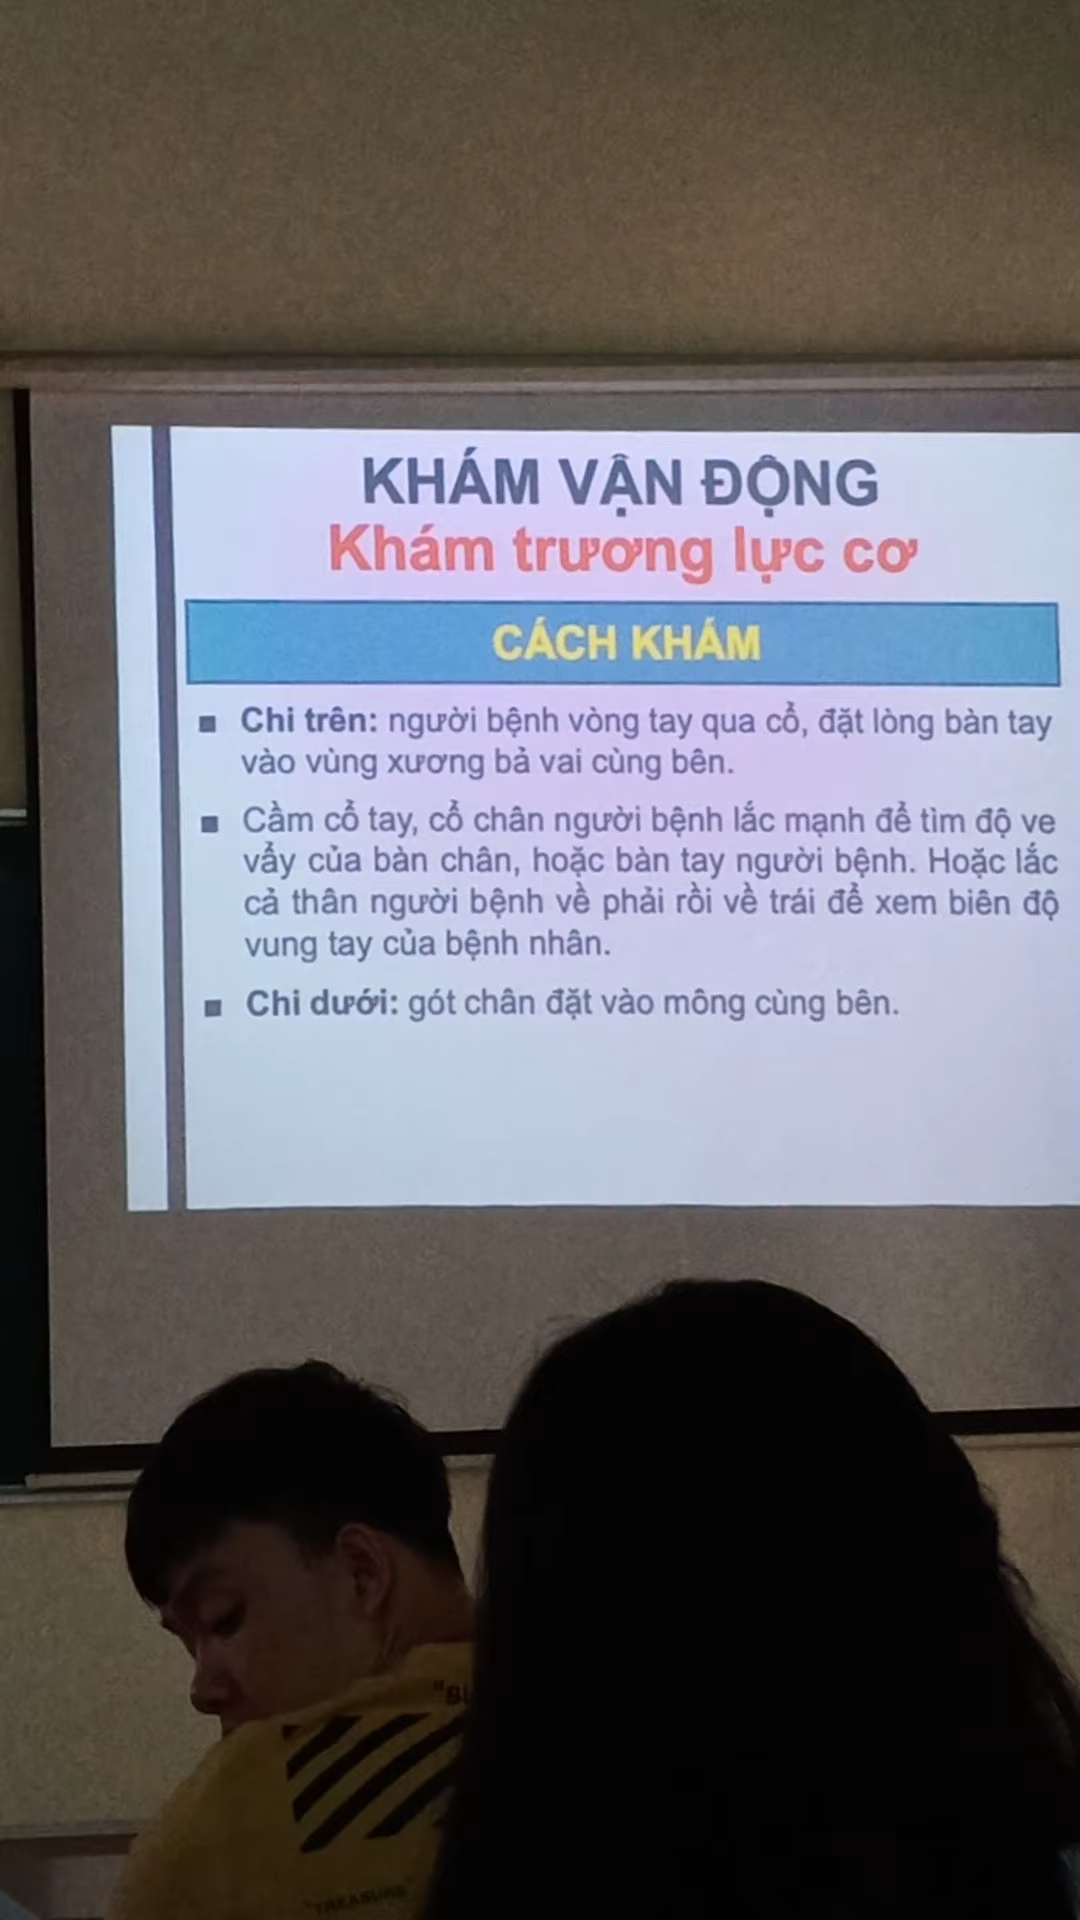 KHÁM VẬN ĐỘNG
Khám trương lực cơ
CÁCH KHÁM
▪ Chi trên: người bệnh vòng tay qua cổ, đặt lòng bàn tay
vào vùng xương bả vai cùng bên.
▪ Cầm cổ tay, cổ chân người bệnh lắc mạnh để tìm độ ve
vẩy của bàn chân, hoặc bàn tay người bệnh. Hoặc lắc
cả thân người bệnh về phải rồi về trái để xem biên độ
vung tay của bệnh nhân.
▪ Chi dưới: gót chân đặt vào mông cùng bên.
"TREASURE"